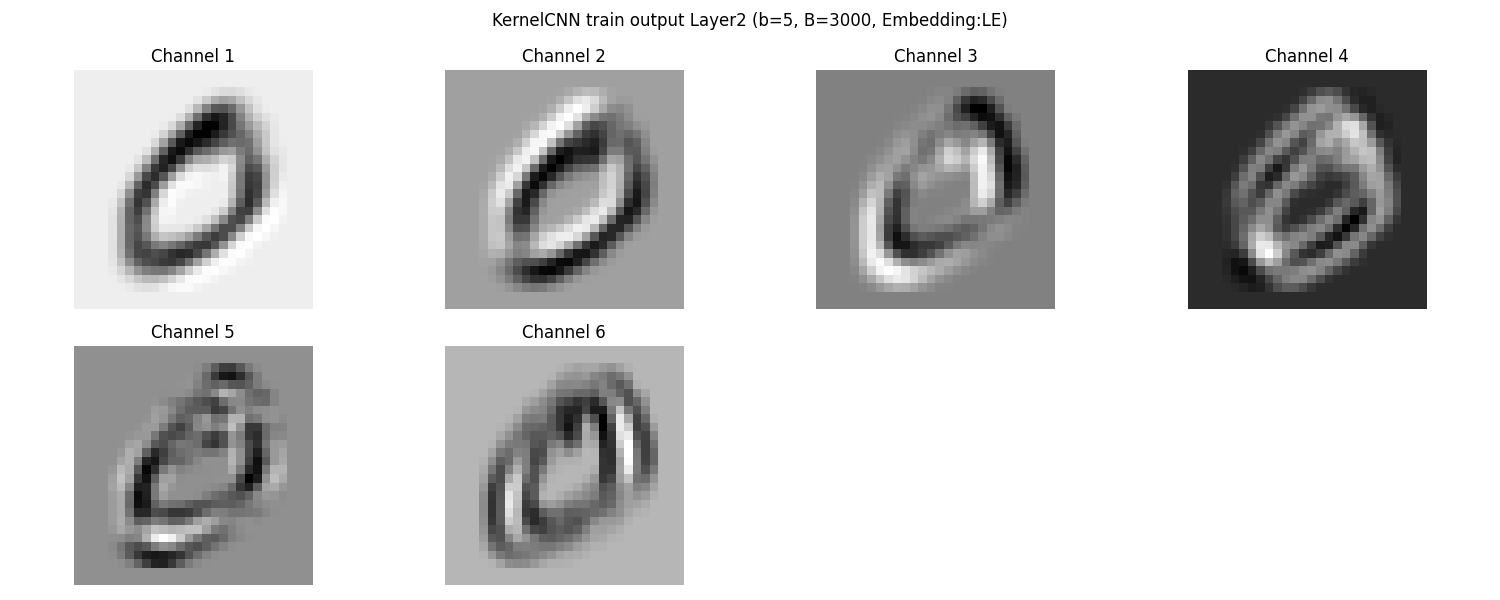 KernelCNN train output Layer2 (b=5, B=3000, Embedding:LE)
Channel 1
Channel 2
Channel 3
Channel 4
Channel 5
Channel 6